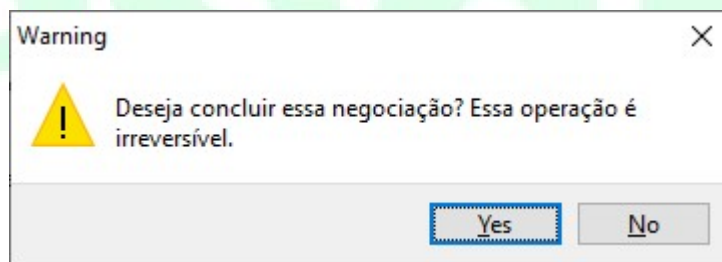 Warning
Deseja concluir essa negociação? Essa operação é
irreversível.
Yes
No